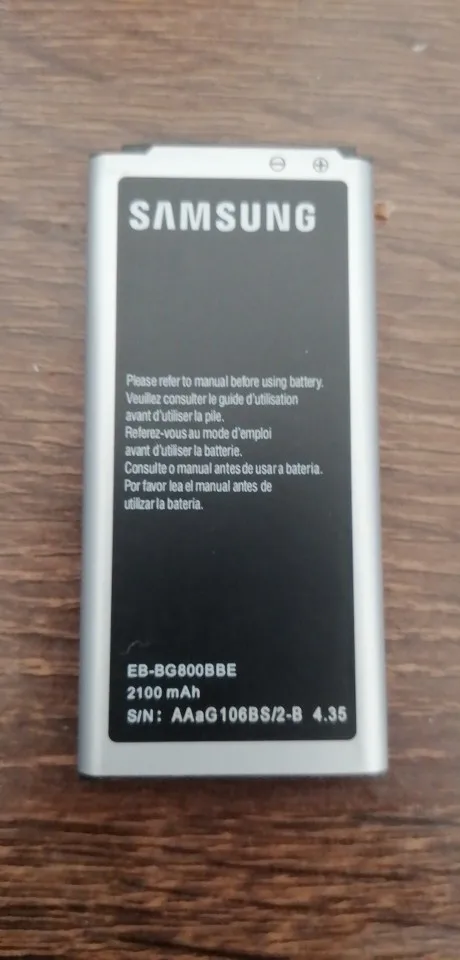 SAMSUNG
Please refer to manual before using battery.
Veuillez consulter le guide d'utilisation
avant d'utiliser la pile.
Referez-vous au mode d'emploi
avant d'utiliser la batterie.
Consulte o manual antes de usar a bateria.
Por favor lea el manual antes de
utilizar la batería.
EB-BG800BBE
2100 mAh
S/N: AAaG106BS/2-B 4.35